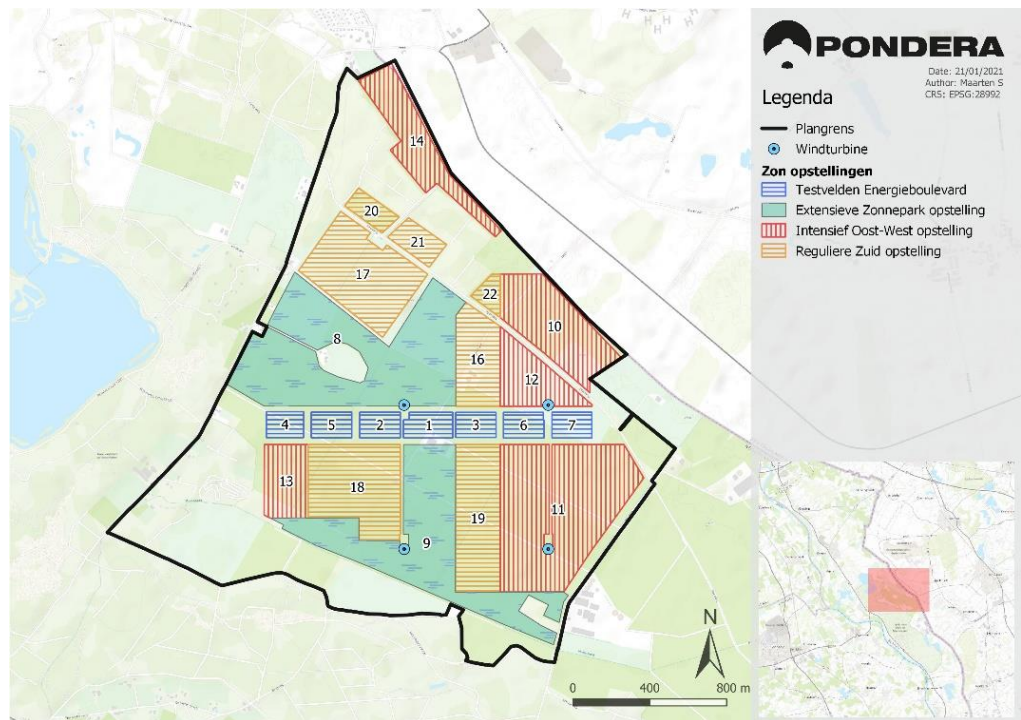 PONDERA
Date: 21/01/2021
Author: Maarten S
CRS: EPSG:28992
Legenda
Plangrens
Windturbine
Zon opstellingen
Testvelden Energieboulevard
Extensieve Zonnepark opstelling
Intensief Oost-West opstelling
Reguliere Zuid opstelling
14
20
21
17
22
10
8
16
12
4
5
2
1
3
6
7
13
18
19
11
9
N
0
400
800 m
H
H
H
H